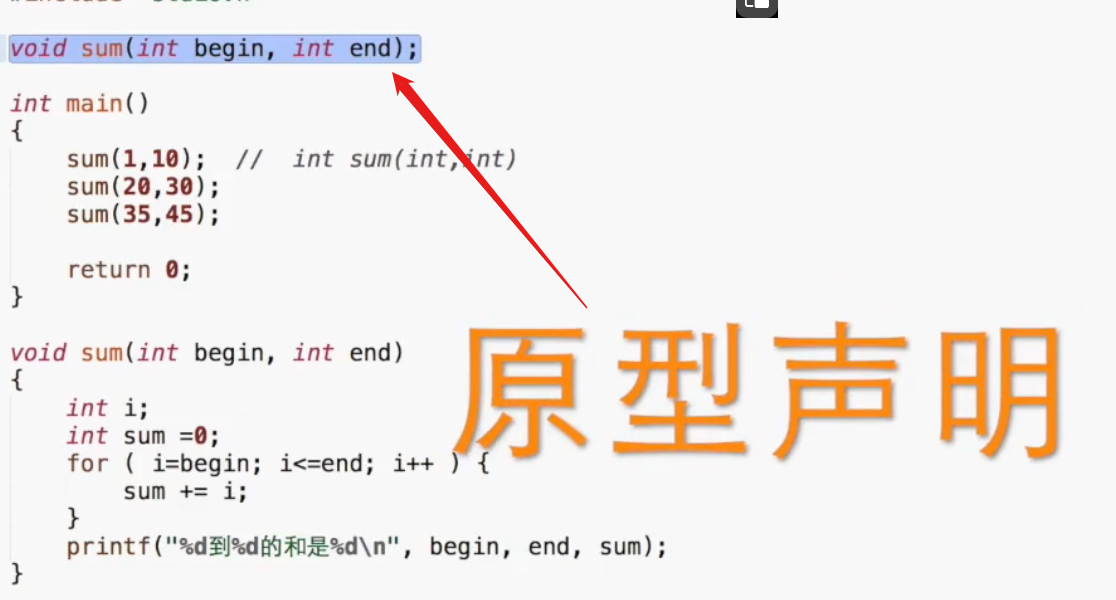 void sum(int begin, int end);
int main()
{
sum(1,10);  //  int sum(int,int)
sum(20,30);
sum(35,45);
return 0;
}
void sum(int begin, int end)
{
int i;
int sum =0;
for ( i=begin; i<=end; i++ ) {
sum += i;
}
printf("%d到%d的和是%d\n", begin, end, sum);
}
原型声明